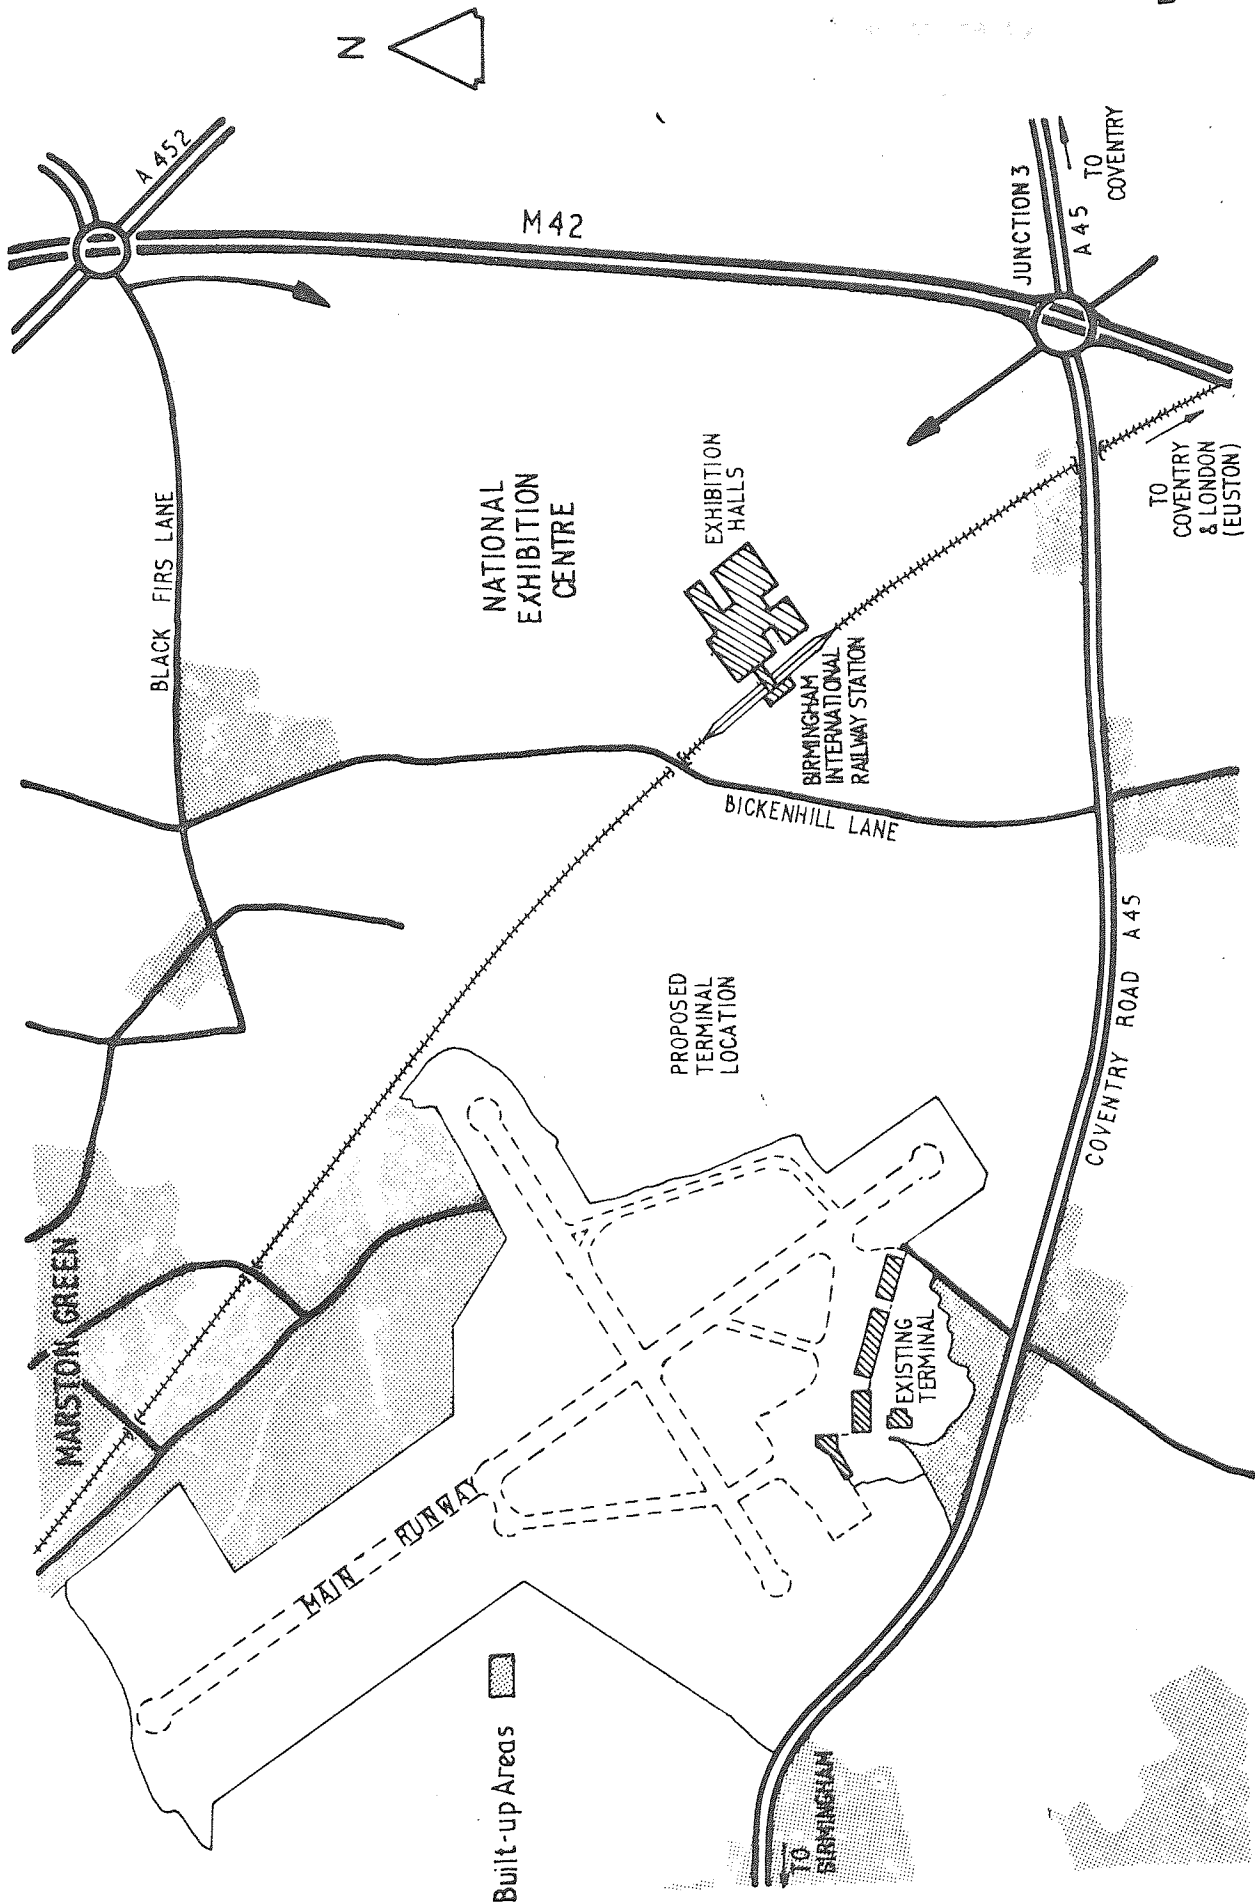 N
A 452
M42
JUNCTION 3
A 45
TO
COVENTRY
BLACK FIRS LANE
NATIONAL
EXHIBITION
CENTRE
EXHIBITION
HALLS
BIRMINGHAM
INTERNATIONAL
RAILWAY STATION
TO
COVENTRY
& LONDON
(EUSTON)
BICKENHILL LANE
PROPOSED
TERMINAL
LOCATION
COVENTRY ROAD A45
MARSTON GREEN
EXISTING
TERMINAL
MAIN RUNWAY
Built-up Areas
TO
BIRMINGHAM